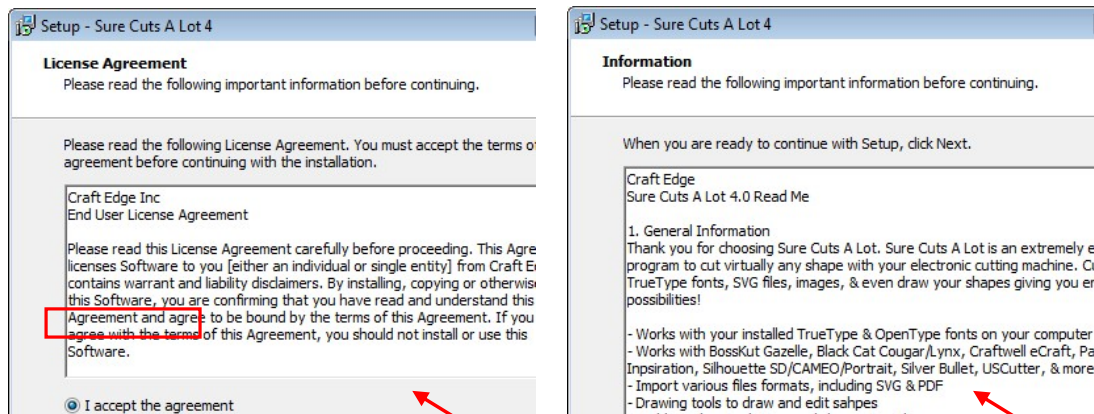 Setup - Sure Cuts A Lot 4
License Agreement
Please read the following important information before continuing.
Please read the following License Agreement. You must accept the terms o
agreement before continuing with the installation.
Craft Edge Inc
End User License Agreement
Please read this License Agreement carefully before proceeding. This Agre
licenses Software to you [either an individual or single entity] from Craft E
contains warrant and liability disclaimers. By installing, copying or otherwise
this Software, you are confirming that you have read and understand this
Agreement and agree to be bound by the terms of this Agreement. If you
agree with the terms of this Agreement, you should not install or use this
Software.
I accept the agreement
Setup - Sure Cuts A Lot 4
Information
Please read the following important information before continuing.
When you are ready to continue with Setup, click Next.
Craft Edge
Sure Cuts A Lot 4.0 Read Me
1. General Information
Thank you for choosing Sure Cuts A Lot. Sure Cuts A Lot is an extremely e
program to cut virtually any shape with your electronic cutting machine. Cu
TrueType fonts, SVG files, images, & even draw your shapes giving you en
possibilities!
- Works with your installed TrueType & OpenType fonts on your computer
- Works with BossKut Gazelle, Black Cat Cougar/Lynx, Craftwell eCraft, Pa
Inpsiration, Silhouette SD/CAMEO/Portrait, Silver Bullet, USCutter, & more
- Import various files formats, including SVG & PDF
- Drawing tools to draw and edit sahpes